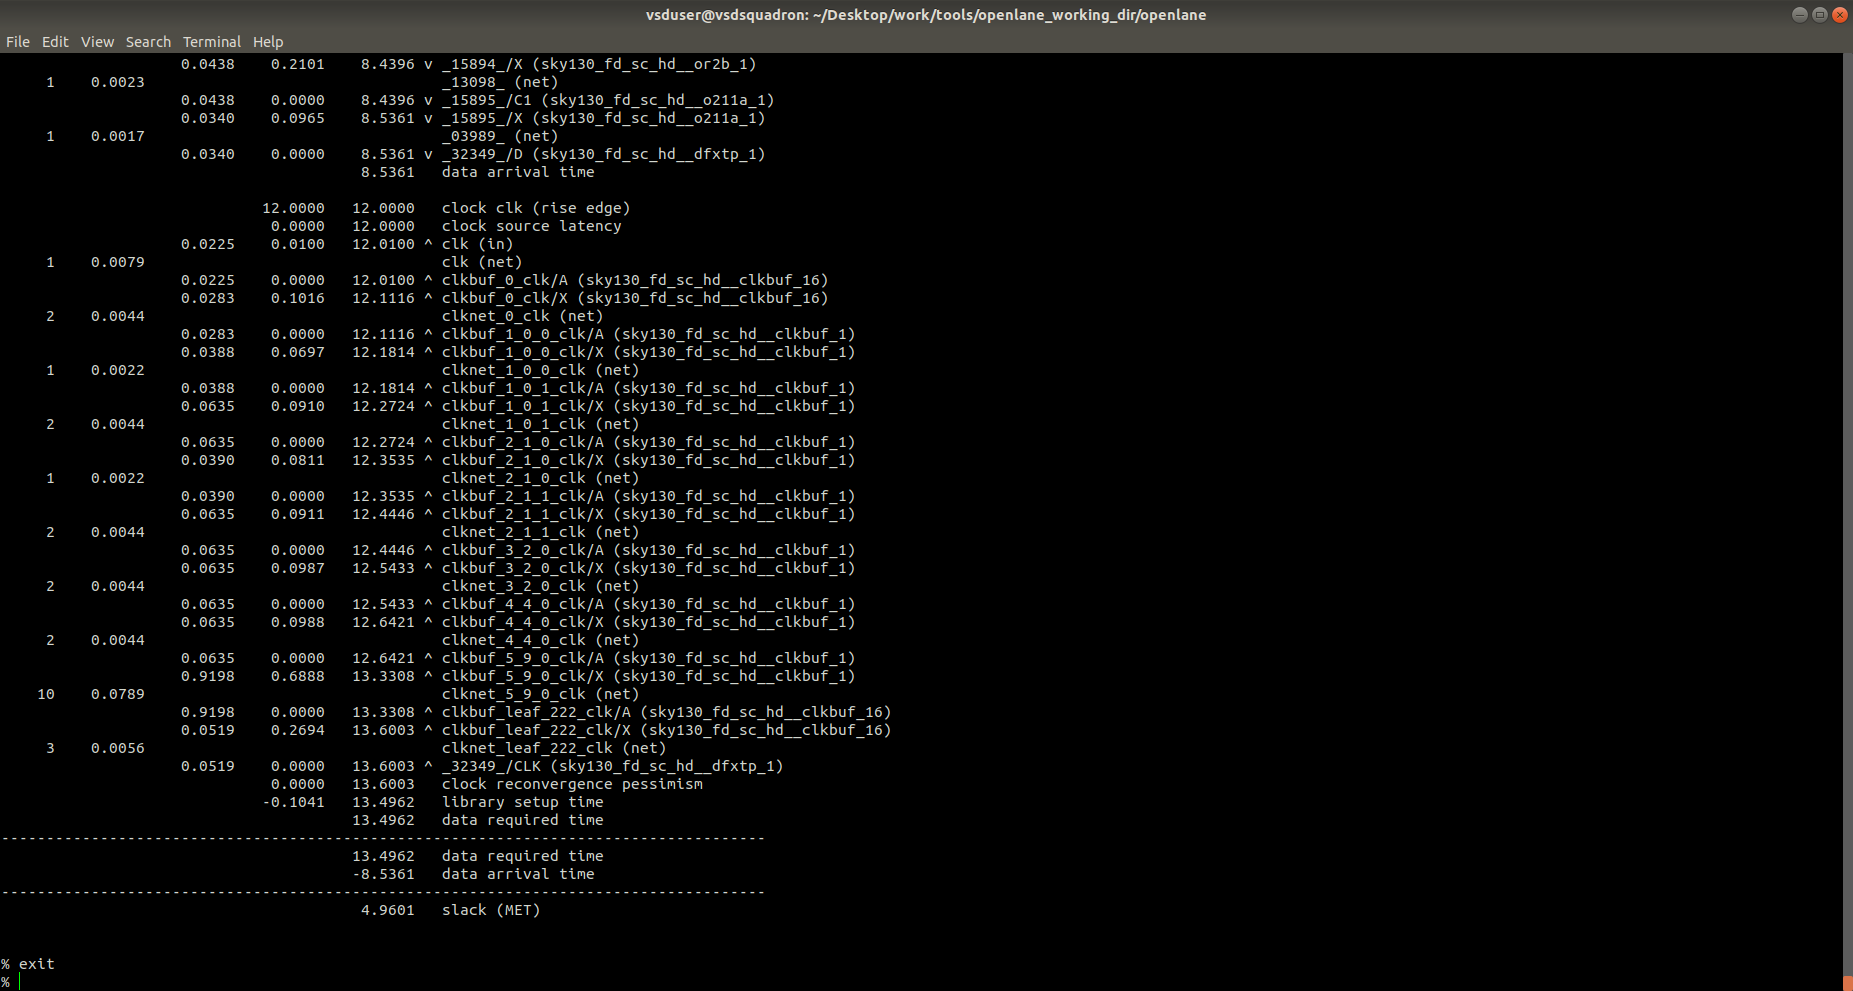 vsduser@vsdsquadron: ~/Desktop/work/tools/openlane_working_dir/openlane
File Edit View Search Terminal Help
0.0438 0.2101 8.4396 v _15894_/X (sky130_fd_sc_hd__or2b_1)
1 0.0023 _13098_ (net)
0.0438 0.0000 8.4396 v _15895_/C1 (sky130_fd_sc_hd__o211a_1)
0.0340 0.0965 8.5361 v _15895_/X (sky130_fd_sc_hd__o211a_1)
1 0.0017 _03989_ (net)
0.0340 0.0000 8.5361 v _32349_/D (sky130_fd_sc_hd__dfxtp_1)
8.5361 data arrival time
12.0000 12.0000 clock clk (rise edge)
0.0000 12.0000 clock source latency
0.0225 0.0100 12.0100 ^ clk (in)
1 0.0079 clk (net)
0.0225 0.0000 12.0100 ^ clkbuf_0_clk/A (sky130_fd_sc_hd__clkbuf_16)
0.0283 0.1016 12.1116 ^ clkbuf_0_clk/X (sky130_fd_sc_hd__clkbuf_16)
2 0.0044 clknet_0_clk (net)
0.0283 0.0000 12.1116 ^ clkbuf_1_0_0_clk/A (sky130_fd_sc_hd__clkbuf_1)
0.0388 0.0697 12.1814 ^ clkbuf_1_0_0_clk/X (sky130_fd_sc_hd__clkbuf_1)
1 0.0022 clknet_1_0_0_clk (net)
0.0388 0.0000 12.1814 ^ clkbuf_1_0_1_clk/A (sky130_fd_sc_hd__clkbuf_1)
0.0635 0.0910 12.2724 ^ clkbuf_1_0_1_clk/X (sky130_fd_sc_hd__clkbuf_1)
2 0.0044 clknet_1_0_1_clk (net)
0.0635 0.0000 12.2724 ^ clkbuf_2_1_0_clk/A (sky130_fd_sc_hd__clkbuf_1)
0.0390 0.0811 12.3535 ^ clkbuf_2_1_0_clk/X (sky130_fd_sc_hd__clkbuf_1)
1 0.0022 clknet_2_1_0_clk (net)
0.0390 0.0000 12.3535 ^ clkbuf_2_1_1_clk/A (sky130_fd_sc_hd__clkbuf_1)
0.0635 0.0911 12.4446 ^ clkbuf_2_1_1_clk/X (sky130_fd_sc_hd__clkbuf_1)
2 0.0044 clknet_2_1_1_clk (net)
0.0635 0.0000 12.4446 ^ clkbuf_3_2_0_clk/A (sky130_fd_sc_hd__clkbuf_1)
0.0635 0.0987 12.5433 ^ clkbuf_3_2_0_clk/X (sky130_fd_sc_hd__clkbuf_1)
2 0.0044 clknet_3_2_0_clk (net)
0.0635 0.0000 12.5433 ^ clkbuf_4_4_0_clk/A (sky130_fd_sc_hd__clkbuf_1)
0.0635 0.0988 12.6421 ^ clkbuf_4_4_0_clk/X (sky130_fd_sc_hd__clkbuf_1)
2 0.0044 clknet_4_4_0_clk (net)
0.0635 0.0000 12.6421 ^ clkbuf_5_9_0_clk/A (sky130_fd_sc_hd__clkbuf_1)
0.9198 0.6888 13.3308 ^ clkbuf_5_9_0_clk/X (sky130_fd_sc_hd__clkbuf_1)
10 0.0789 clknet_5_9_0_clk (net)
0.9198 0.0000 13.3308 ^ clkbuf_leaf_222_clk/A (sky130_fd_sc_hd__clkbuf_16)
0.0519 0.2694 13.6003 ^ clkbuf_leaf_222_clk/X (sky130_fd_sc_hd__clkbuf_16)
3 0.0056 clknet_leaf_222_clk (net)
0.0519 0.0000 13.6003 ^ _32349_/CLK (sky130_fd_sc_hd__dfxtp_1)
0.0000 13.6003 clock reconvergence pessimism
-0.1041 13.4962 library setup time
13.4962 data required time
-------------------------------------------------------------------------------------
13.4962 data required time
-8.5361 data arrival time
-------------------------------------------------------------------------------------
4.9601 slack (MET)
% exit
%